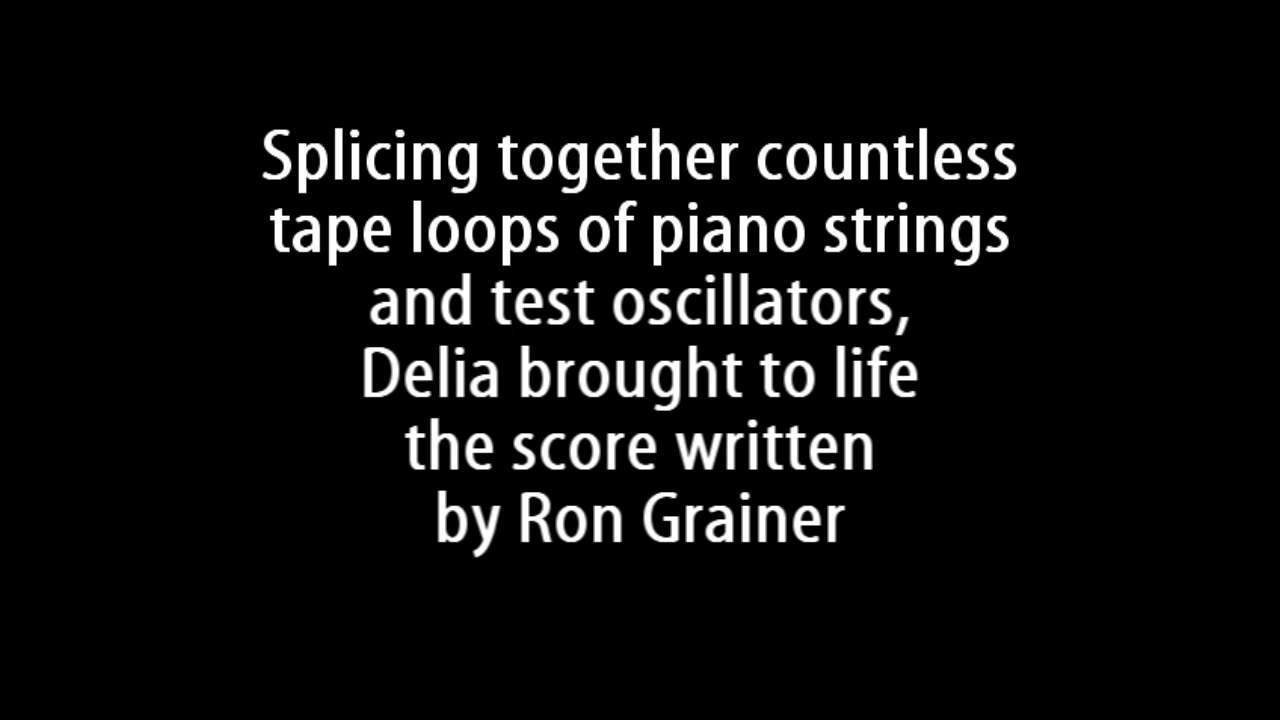 Splicing together countless
tape loops of piano strings
and test oscillators,
Delia brought to life
the score written
by Ron Grainer